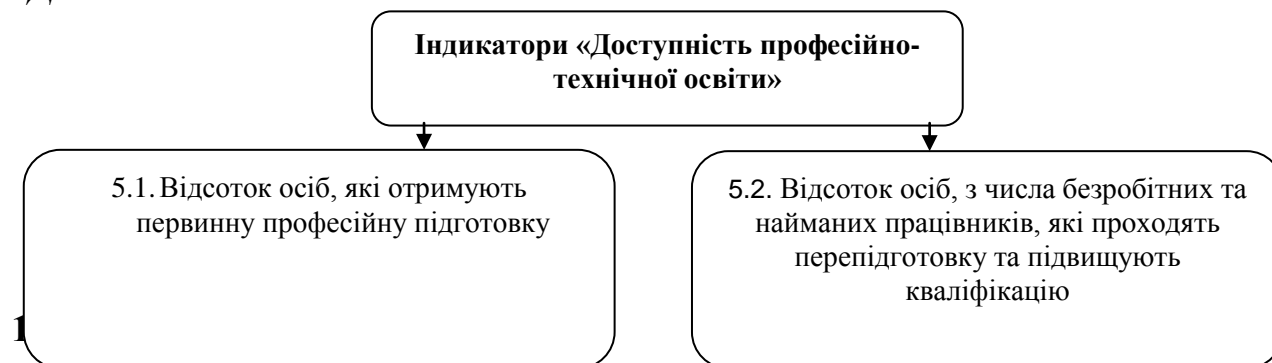 Індикатори «Доступність професійно-
технічної освіти»
5.1. Відсоток осіб, які отримують
первинну професійну підготовку
5.2. Відсоток осіб, з числа безробітних та
найманих працівників, які проходять
перепідготовку та підвищують
кваліфікацію
1